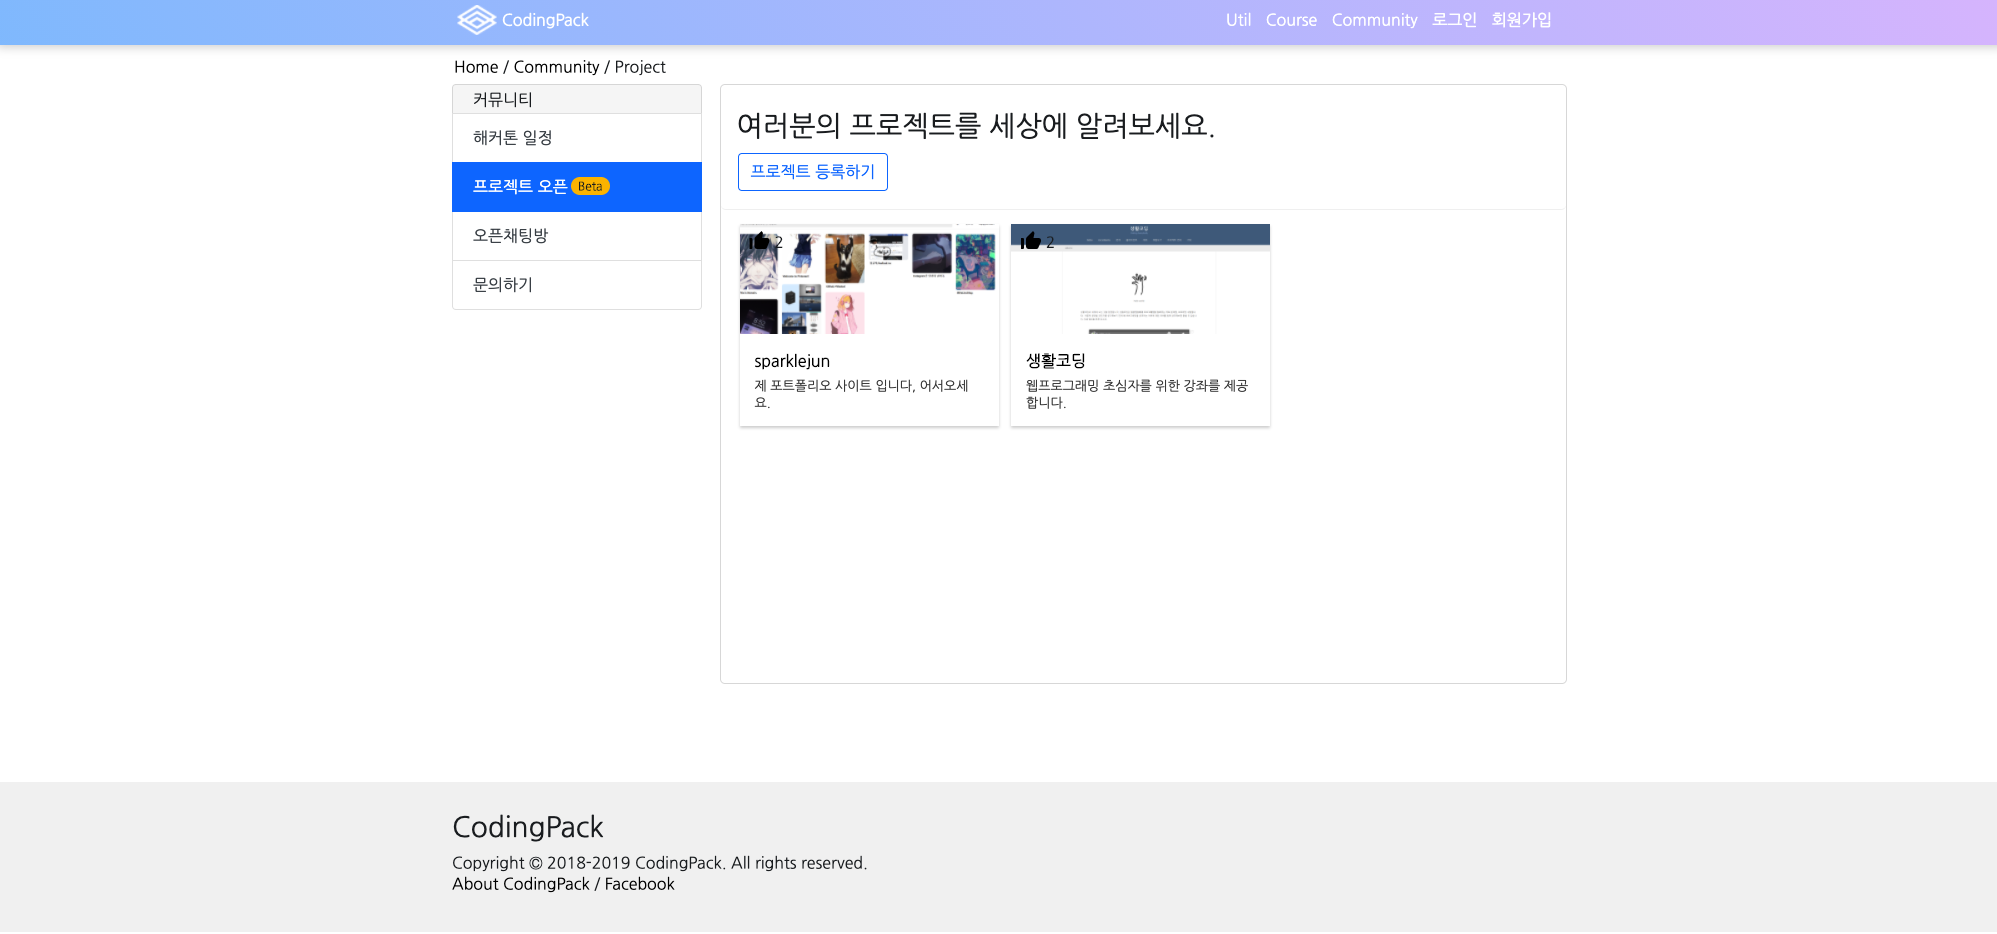 CodingPack
Util Course Community 로그인 회원가입
Home / Community / Project
커뮤니티
해커톤 일정
프로젝트 오픈 Beta
오픈채팅방
문의하기
여러분의 프로젝트를 세상에 알려보세요.
프로젝트 등록하기
2
sparklejun
제 포트폴리오 사이트 입니다, 어서오세
요.
2
생활코딩
생활코딩
웹프로그래밍 초심자를 위한 강좌를 제공
합니다.
CodingPack
Copyright © 2018-2019 CodingPack. All rights reserved.
About CodingPack / Facebook